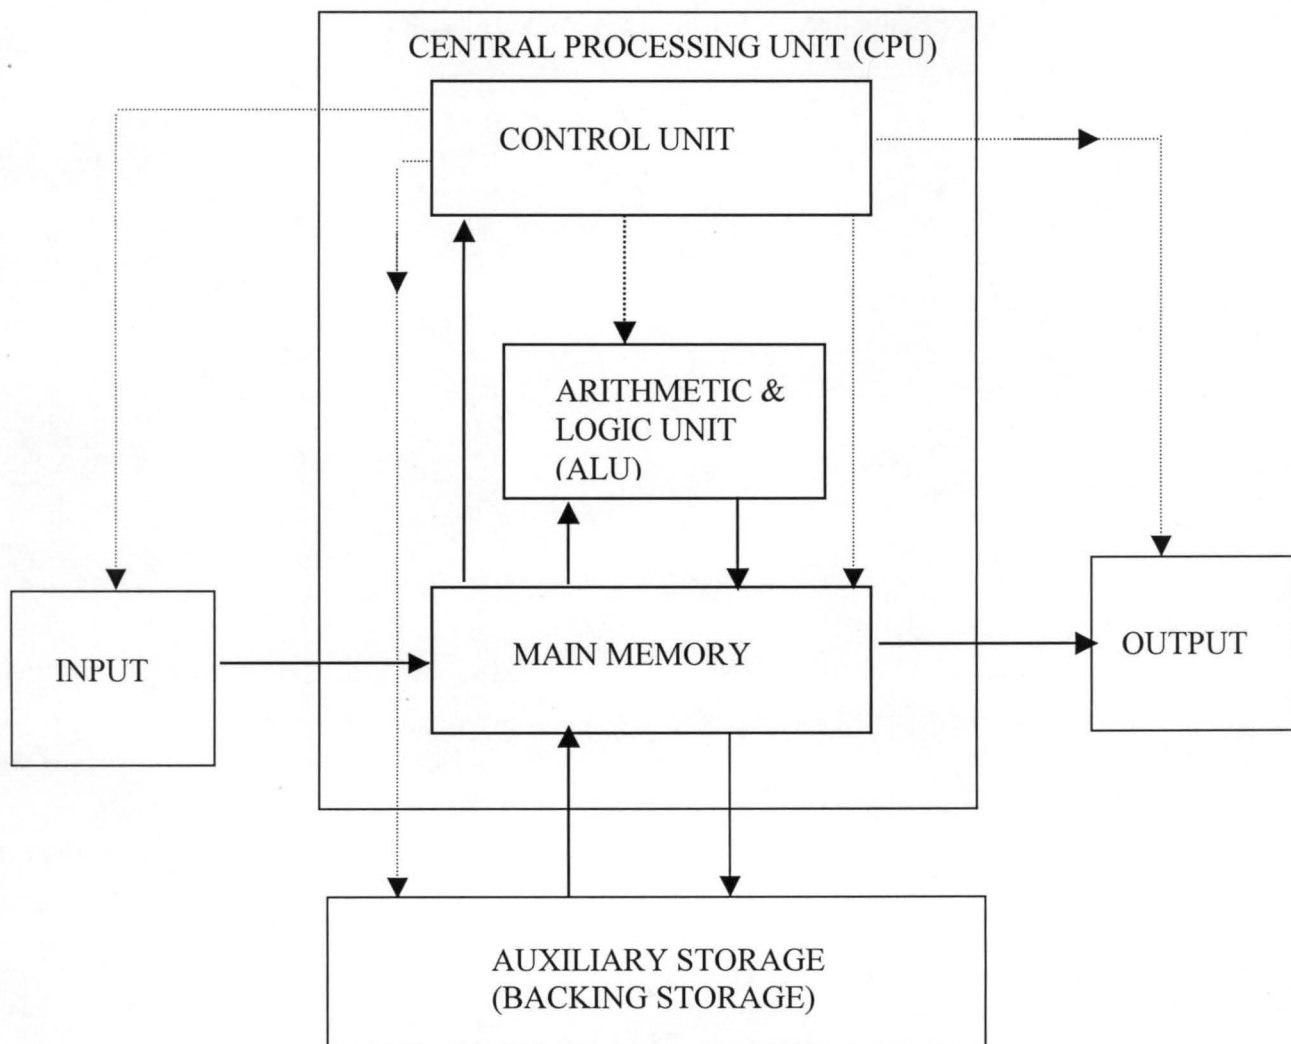 CENTRAL PROCESSING UNIT (CPU)
CONTROL UNIT
ARITHMETIC &
LOGIC UNIT
(ALU)
INPUT
MAIN MEMORY
OUTPUT
AUXILIARY STORAGE
(BACKING STORAGE)